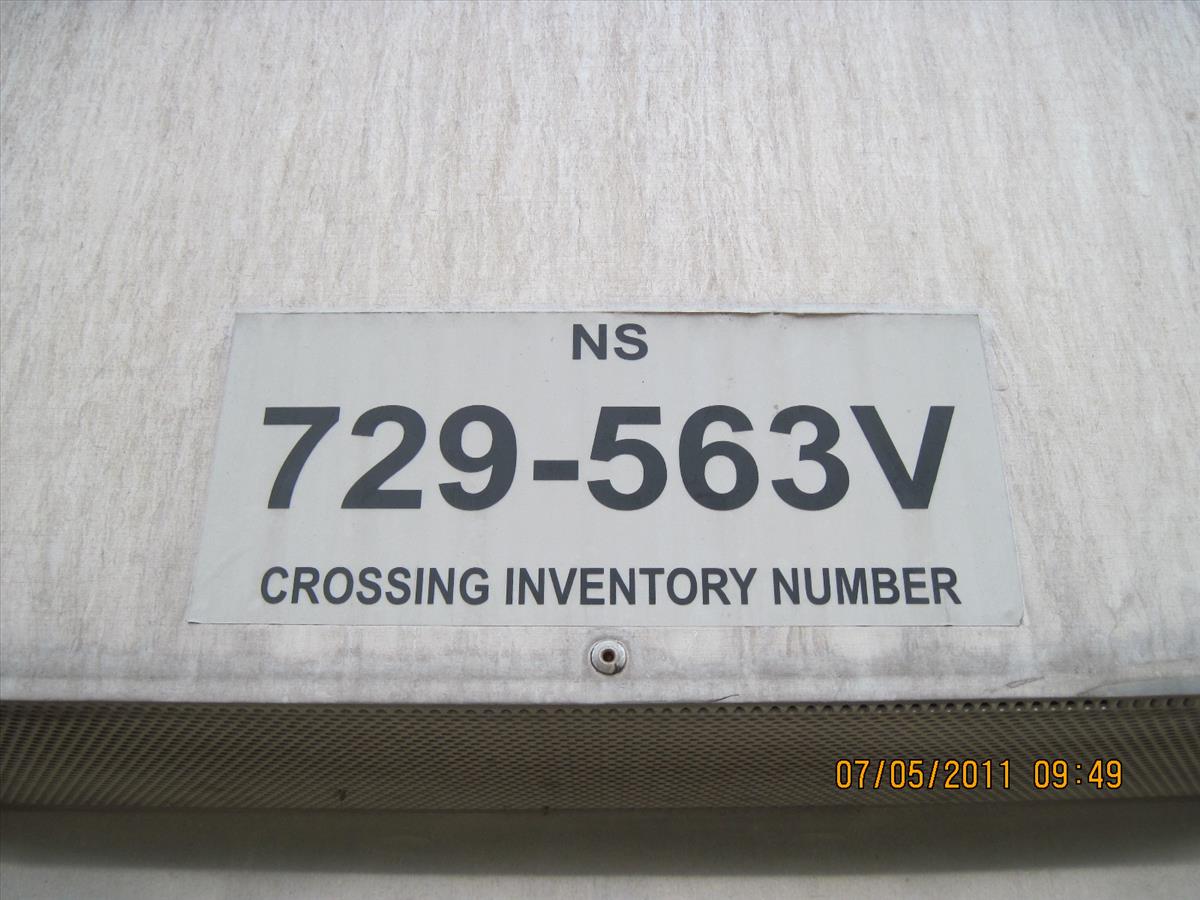 NS
729-563V
CROSSING INVENTORY NUMBER
07/05/2011 09:49